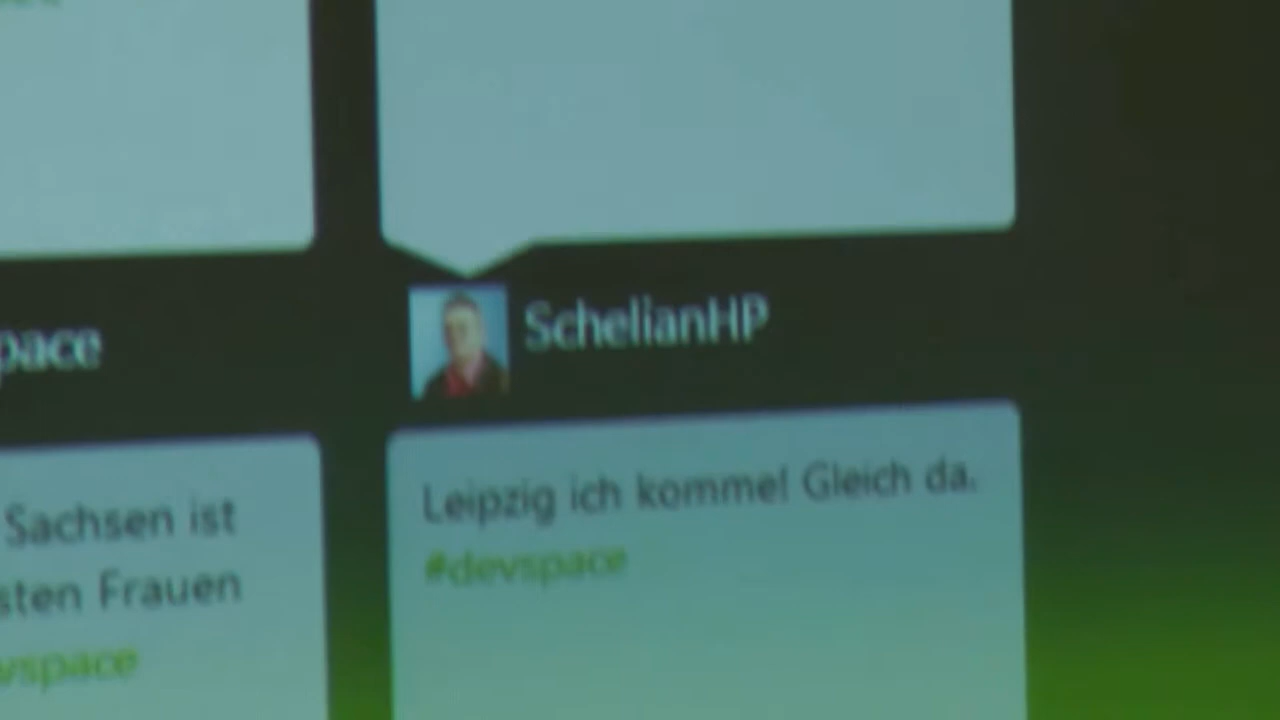 pace
SchelianHP
Sachsen ist
sten Frauen
vspace
Leipzig ich komme! Gleich da.
#devspace